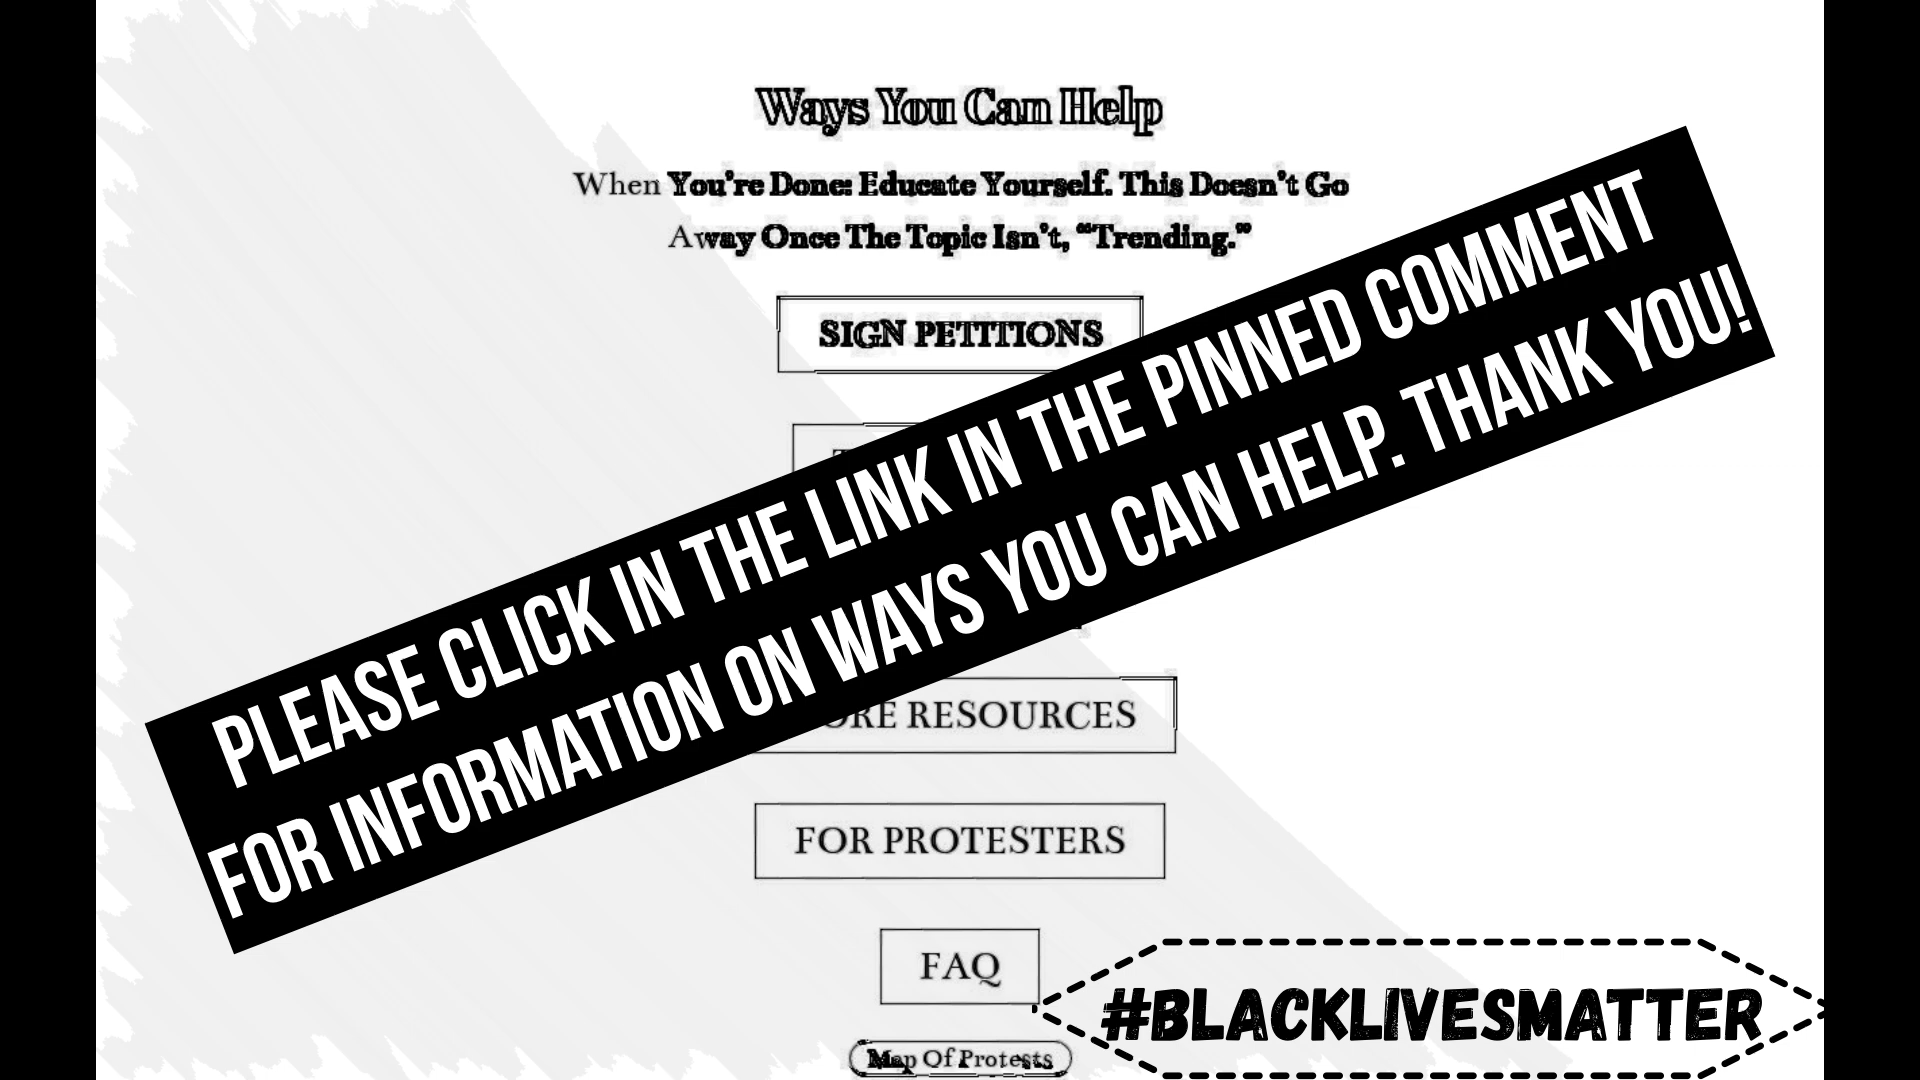 Ways You Can Help
When You're Done: Educate Yourself. This Doesn't Go
Away Once The Topic Isn't, “Trending.”
SIGN PETITIONS
PLEASE CLICK IN THE LINK IN THE PINNED COMMENT
FOR INFORMATION ON WAYS YOU CAN HELP. THANK YOU!
RESOURCES
FOR PROTESTERS
FAQ
#BLACKLIVESMATTER
Map Of Protests